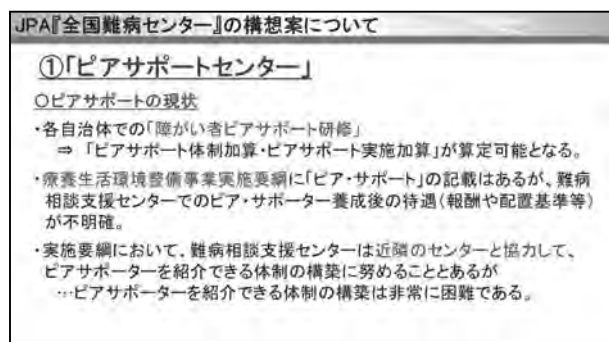 JPA『全国難病センター』の構想案について
①「ピアサポートセンター」
○ピアサポートの現状
・各自治体での「障がい者ピアサポート研修」
⇒ 「ピアサポート体制加算・ピアサポート実施加算」が算定可能となる。
・療養生活環境整備事業実施要綱に「ピア・サポート」の記載はあるが、難病
相談支援センターでのピア・サポーター養成後の待遇(報酬や配置基準等)
が不明確。
・実施要綱において、難病相談支援センターは近隣のセンターと協力して、
ピアサポーターを紹介できる体制の構築に努めることとあるが
…ピアサポーターを紹介できる体制の構築は非常に困難である。